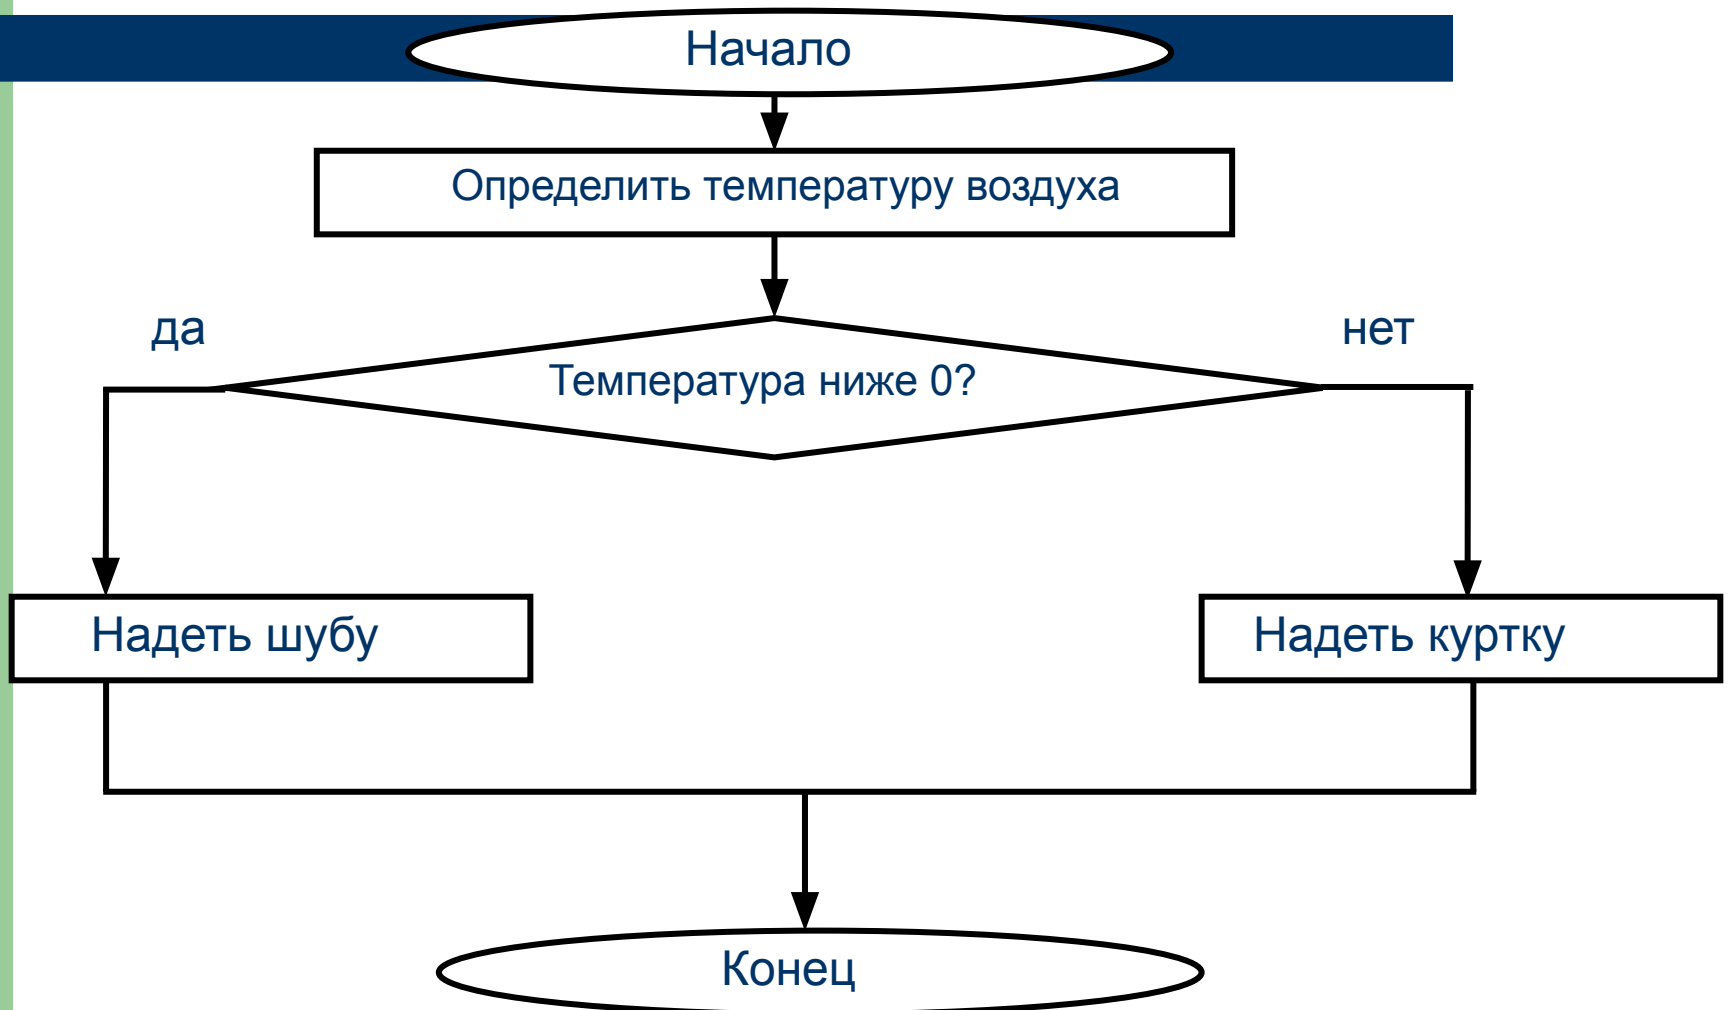 Начало
Определить температуру воздуха
да
нет
Температура ниже 0?
Надеть шубу
Надеть куртку
Конец